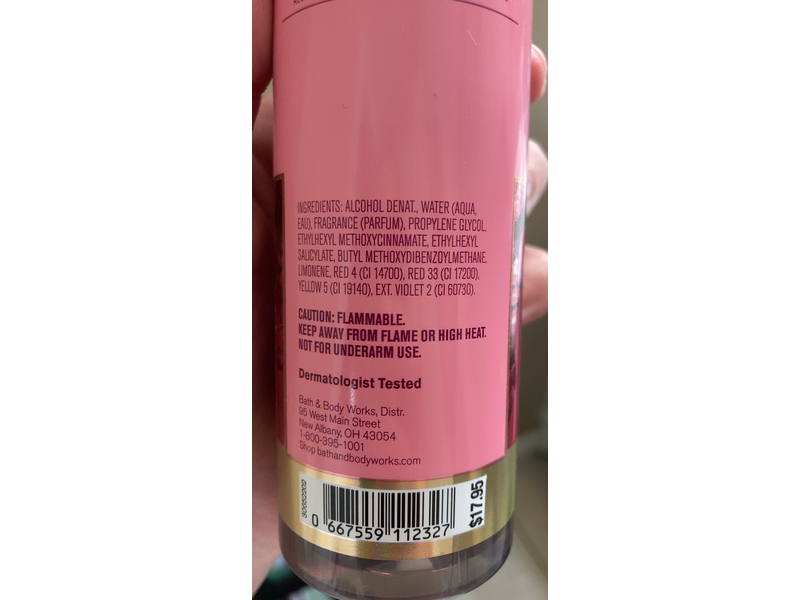 INGREDIENTS: ALCOHOL DENAT., WATER (AQUA,
EAU), FRAGRANCE (PARFUM), PROPYLENE GLYCOL,
ETHYLHEXYL METHOXYCINNAMATE, ETHYLHEXYL
SALICYLATE, BUTYL METHOXYDIBENZOYLMETHANE,
LIMONENE, RED 4 (CI 14700), RED 33 (CI 17200),
YELLOW 5 (CI 19140), EXT. VIOLET 2 (CI 60730).
CAUTION: FLAMMABLE.
KEEP AWAY FROM FLAME OR HIGH HEAT.
NOT FOR UNDERARM USE.
Dermatologist Tested
Bath & Body Works, Distr.
95 West Main Street
New Albany, OH 43054
1-800-395-1001
Shop bathandbodyworks.com
0 667559 112327
$17.95